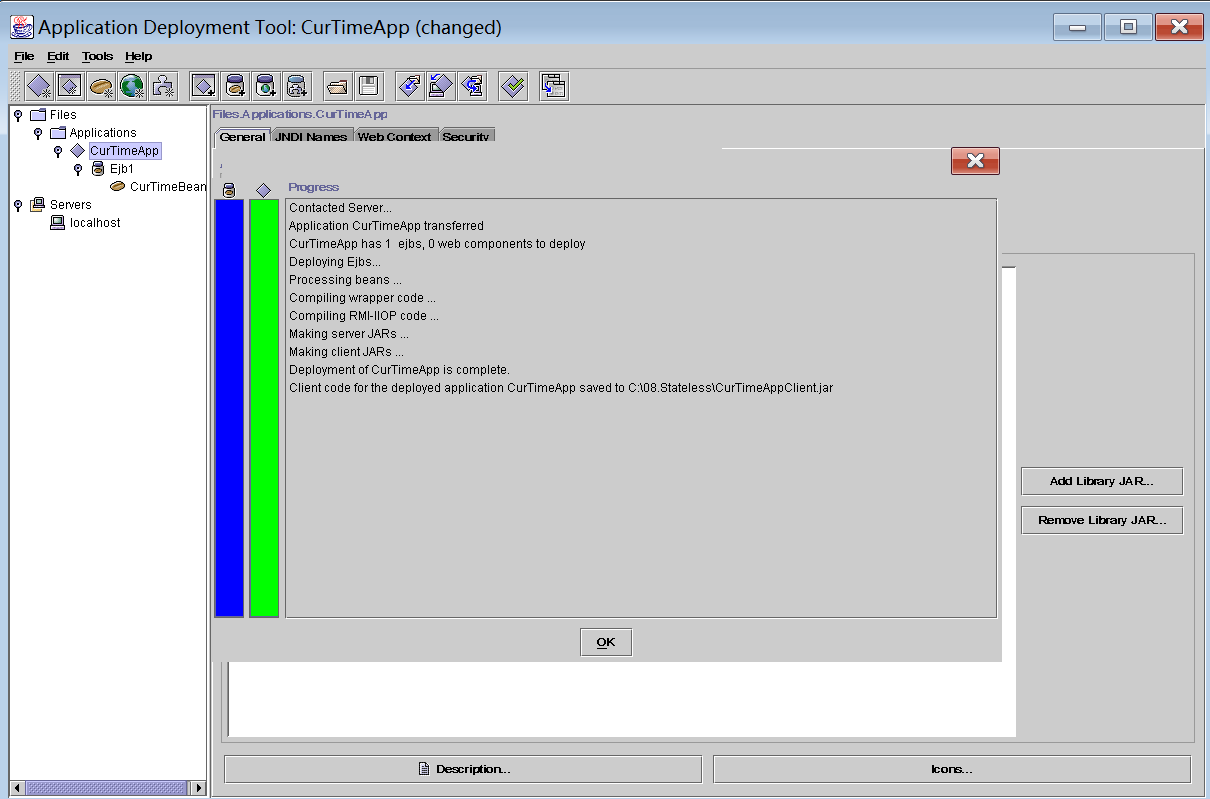 Application Deployment Tool: CurTimeApp (changed)
File Edit Tools Help
Files
Applications
CurTimeApp
Ejb1
CurTimeBean
Servers
localhost
Files.Applications.CurTimeApp
General JNDI Names Web Context Security
Progress
Contacted Server...
Application CurTimeApp transferred
CurTimeApp has 1 ejbs, 0 web components to deploy
Deploying Ejbs...
Processing beans ...
Compiling wrapper code ...
Compiling RMI-IIOP code ...
Making server JARs ...
Making client JARs ...
Deployment of CurTimeApp is complete.
Client code for the deployed application CurTimeApp saved to C:\08.Stateless\CurTimeAppClient.jar
OK
Add Library JAR...
Remove Library JAR...
Description...
Icons...